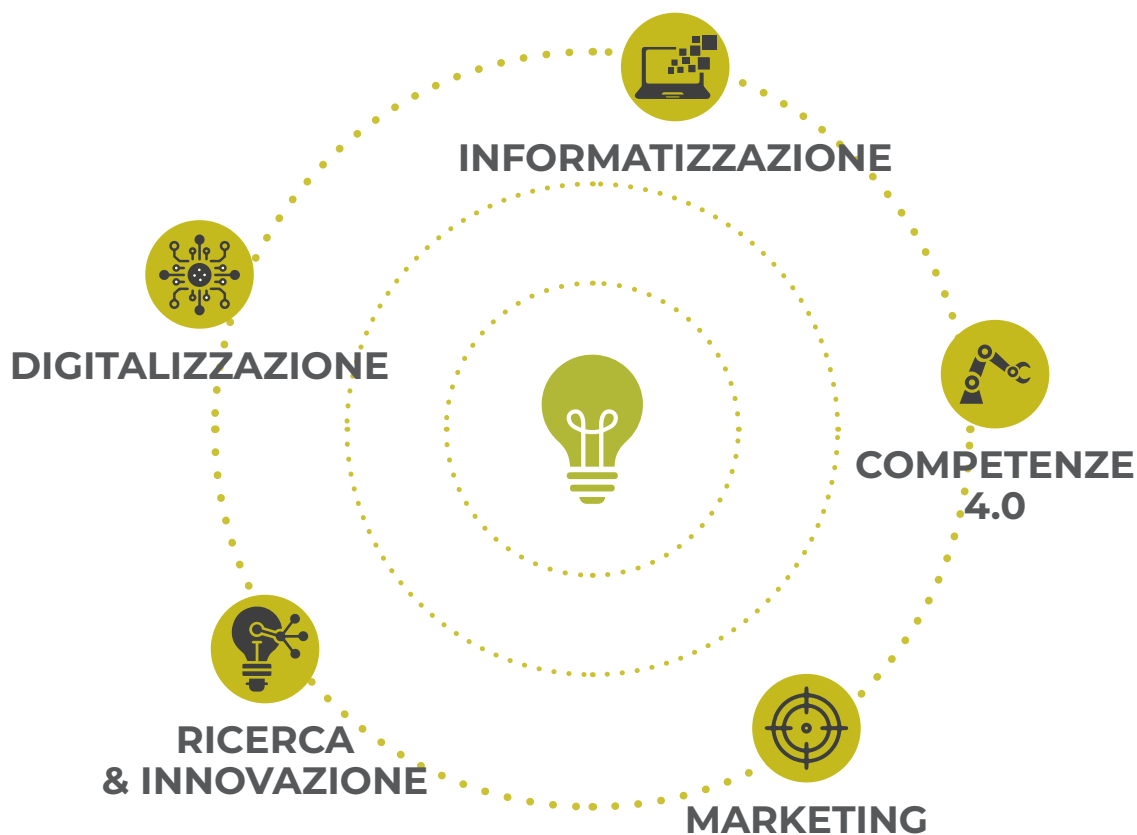 INFORMATIZZAZIONE
DIGITALIZZAZIONE
COMPETENZE
4.0
RICERCA
& INNOVAZIONE
MARKETING